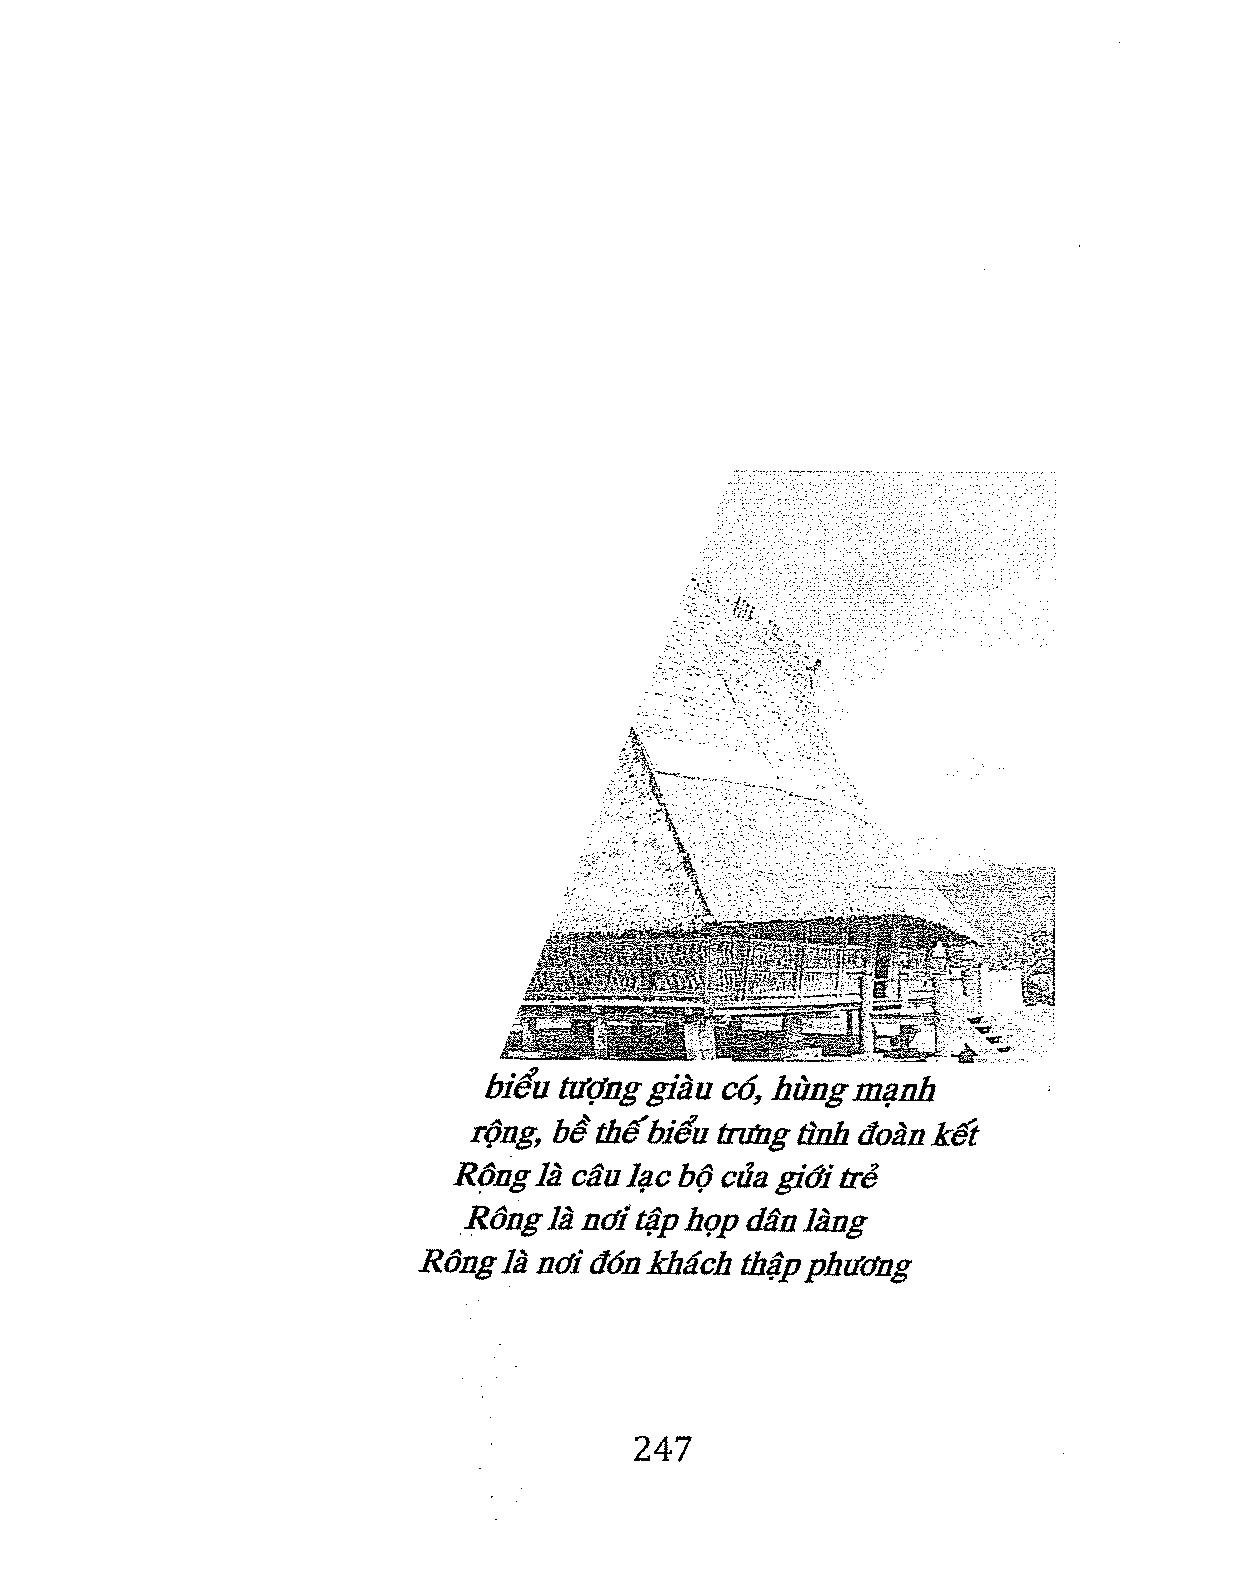 biểu tượng giàu có, hùng mạnh
rộng, bề thế biểu trưng tình đoàn kết
Rông là câu lạc bộ của giới trẻ
Rông là nơi tập họp dân làng
Rông là nơi đón khách thập phương
247